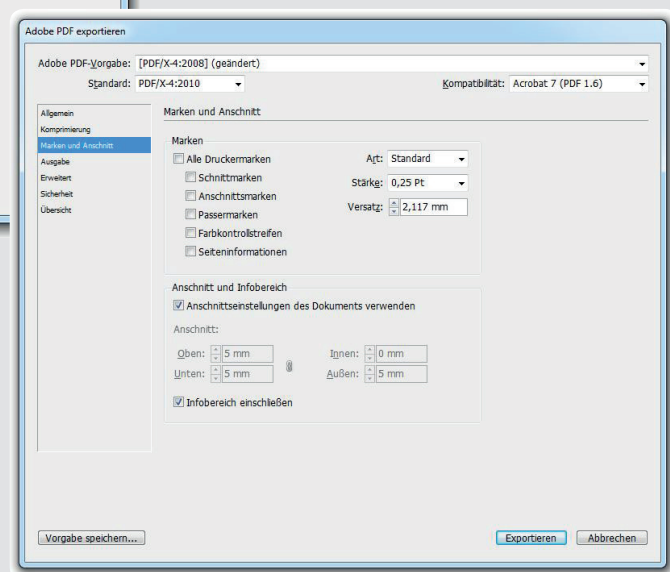 Adobe PDF exportieren
Adobe PDF-Vorgabe: [PDF/X-4:2008] (geändert)
Standard: PDF/X-4:2010 Kompatibilität: Acrobat 7 (PDF 1.6)
Allgemein
Komprimierung
Marken und Anschnitt
Ausgabe
Erweitert
Sicherheit
Übersicht
Marken und Anschnitt
Marken
Alle Druckermarken Art: Standard
Schnittmarken Stärke: 0,25 Pt
Anschnittsmarken Versatz: 2,117 mm
Passermarken
Farbkontrollstreifen
Seiteninformationen
Anschnitt und Infobereich
Anschnittseinstellungen des Dokuments verwenden
Anschnitt:
Oben: 5 mm Innen: 0 mm
Unten: 5 mm Außen: 5 mm
Infobereich einschließen
Vorgabe speichern... Exportieren Abbrechen